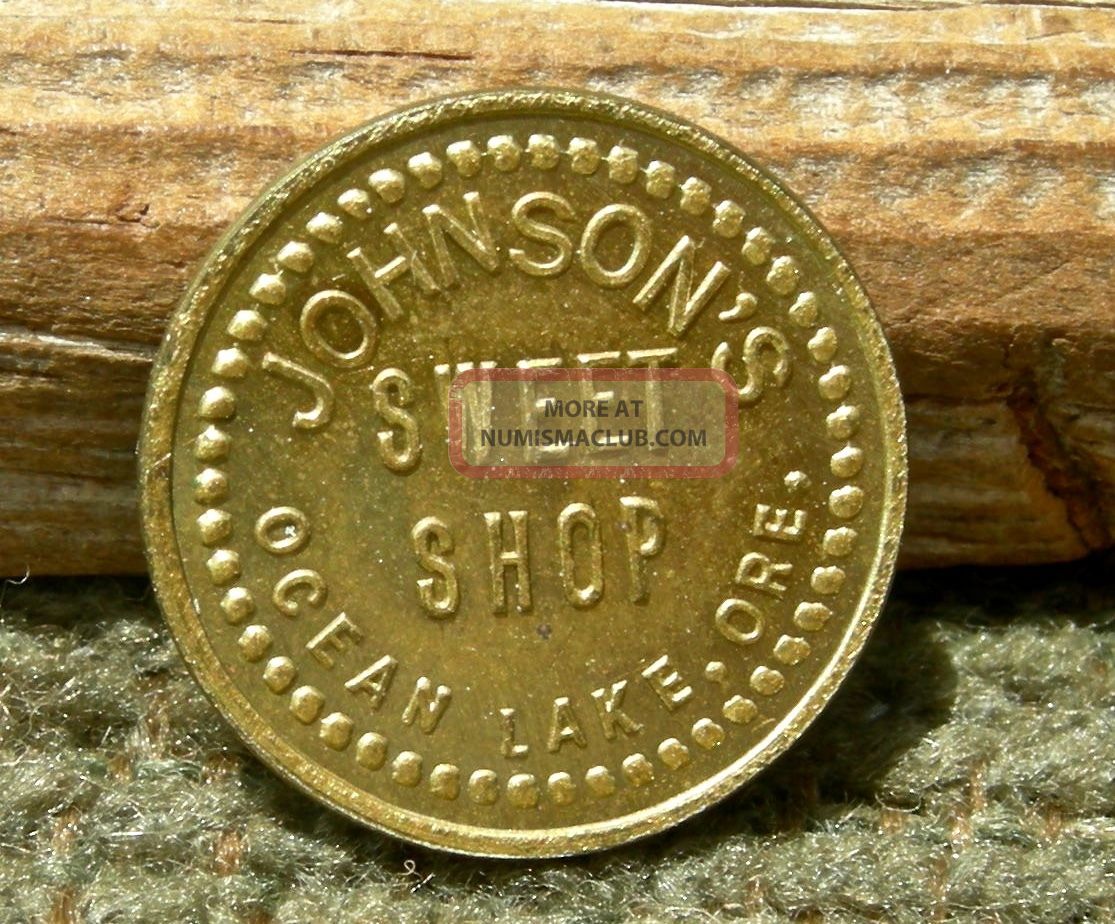 JOHNSON'S
SWEET
SHOP
OCEAN LAKE, ORE.
MORE AT
NUMISMACLUB.COM